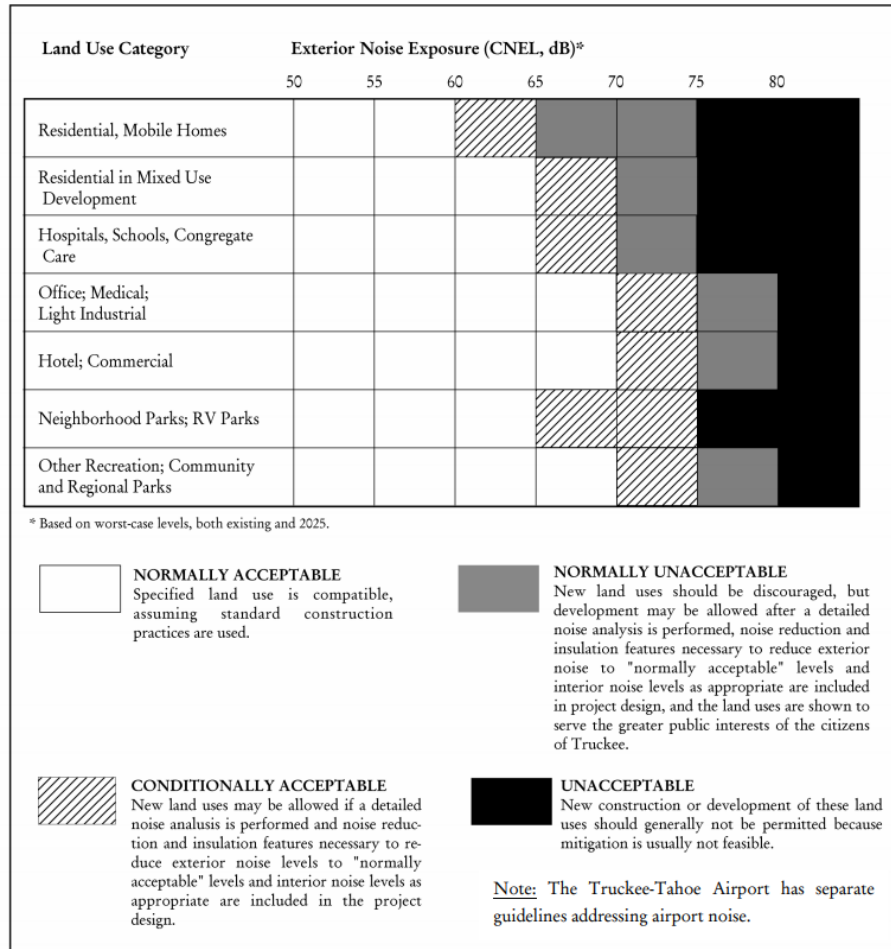 Land Use Category Exterior Noise Exposure (CNEL, dB)*
50 55 60 65 70 75 80
Residential, Mobile Homes
Residential in Mixed Use
Development
Hospitals, Schools, Congregate
Care
Office; Medical;
Light Industrial
Hotel; Commercial
Neighborhood Parks; RV Parks
Other Recreation; Community
and Regional Parks
* Based on worst-case levels, both existing and 2025.
NORMALLY ACCEPTABLE
Specified land use is compatible,
assuming standard construction
practices are used.
NORMALLY UNACCEPTABLE
New land uses should be discouraged, but
development may be allowed after a detailed
noise analysis is performed, noise reduction and
insulation features necessary to reduce exterior
noise to "normally acceptable" levels and
interior noise levels as appropriate are included
in project design, and the land uses are shown to
serve the greater public interests of the citizens
of Truckee.
CONDITIONALLY ACCEPTABLE
New land uses may be allowed if a detailed
noise analusis is performed and noise reduc-
tion and insulation features necessary to re-
duce exterior noise levels to "normally
acceptable" levels and interior noise levels as
appropriate are included in the project
design.
UNACCEPTABLE
New construction or development of these land
uses should generally not be permitted because
mitigation is usually not feasible.
Note: The Truckee-Tahoe Airport has separate
guidelines addressing airport noise.